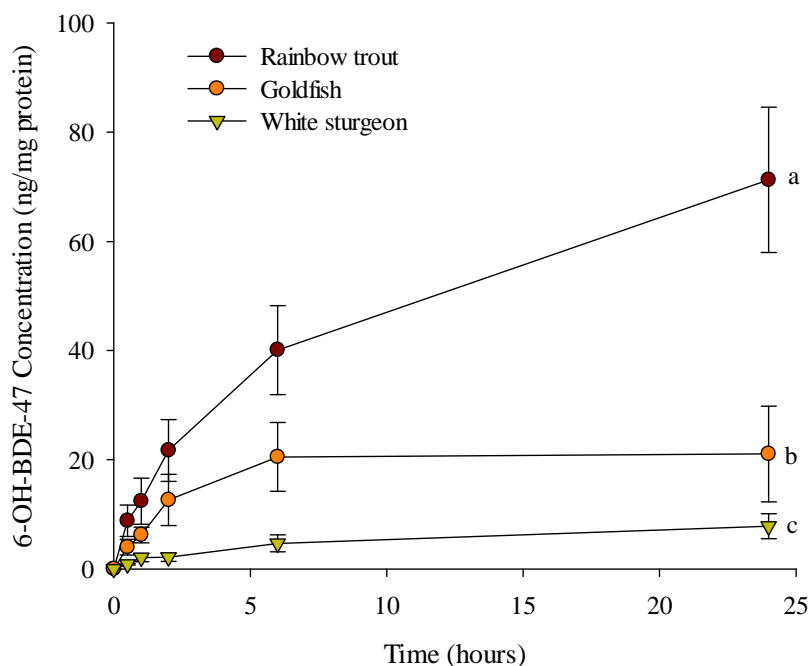 100
80
60
40
20
0
6-OH-BDE-47 Concentration (ng/mg protein)
Rainbow trout
Goldfish
White sturgeon
a
b
c
0 5 10 15 20 25
Time (hours)